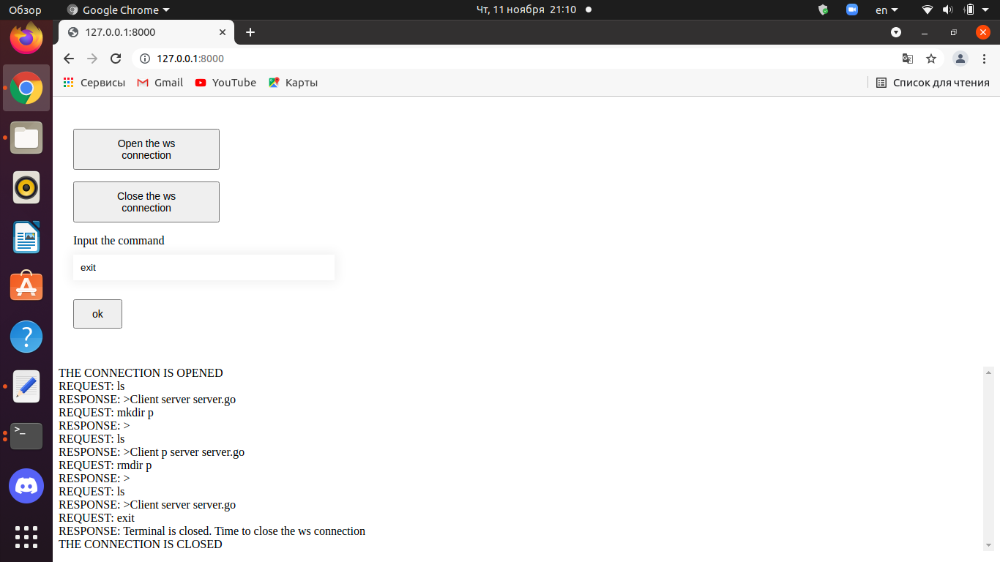 Обзор
Google Chrome
Чт, 11 ноября 21:10
en
127.0.0.1:8000
127.0.0.1:8000
Сервисы
Gmail
YouTube
Карты
Список для чтения
Open the ws
connection
Close the ws
connection
Input the command
exit
ok
THE CONNECTION IS OPENED
REQUEST: ls
RESPONSE: >Client server server.go
REQUEST: mkdir p
RESPONSE: >
REQUEST: ls
RESPONSE: >Client p server server.go
REQUEST: rmdir p
RESPONSE: >
REQUEST: ls
RESPONSE: >Client server server.go
REQUEST: exit
RESPONSE: Terminal is closed. Time to close the ws connection
THE CONNECTION IS CLOSED